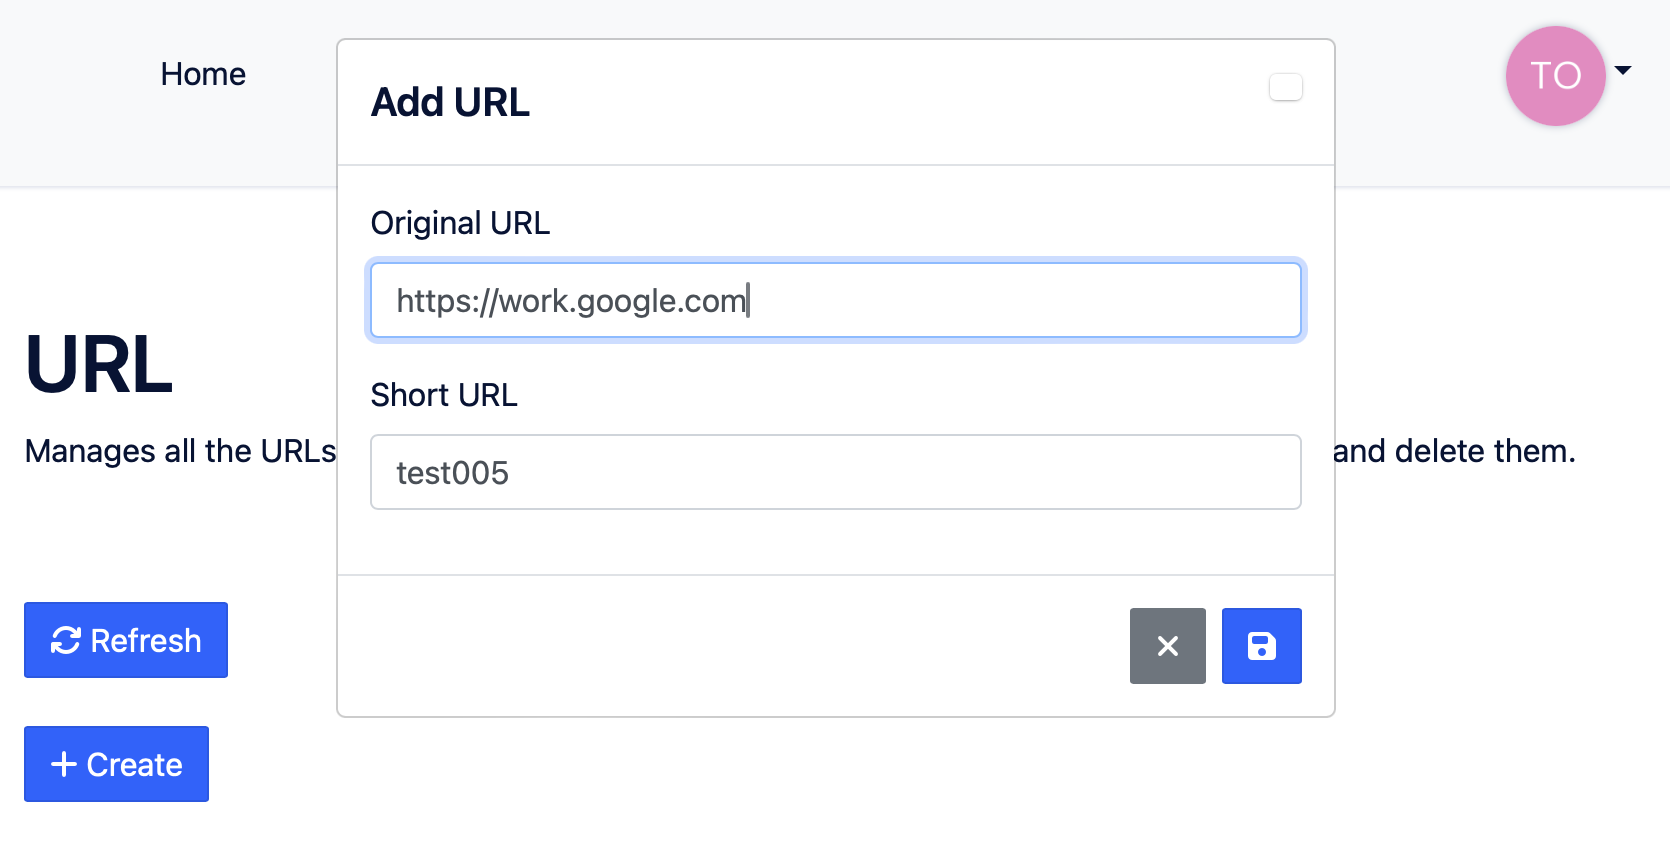 Home
TO
Add URL
Original URL
https://work.google.com
Short URL
test005
URL
Manages all the URLs
and delete them.
Refresh
Create